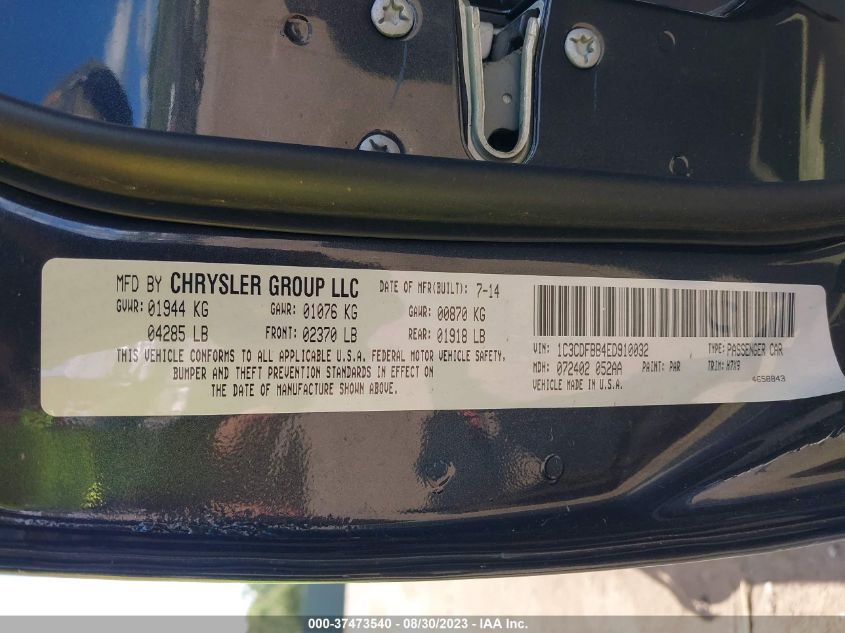 MFD BY CHRYSLER GROUP LLC DATE OF MFR(BUILT): 7-14
GVWR: 01944 KG GAWR: 01076 KG GAWR: 00870 KG
04285 LB FRONT: 02370 LB REAR: 01918 LB
THIS VEHICLE CONFORMS TO ALL APPLICABLE U.S.A. FEDERAL MOTOR VEHICLE SAFETY,
BUMPER AND THEFT PREVENTION STANDARDS IN EFFECT ON
THE DATE OF MANUFACTURE SHOWN ABOVE.
VIN: 1C3CDFBB4ED910032 TYPE: PASSENGER CAR
MDH: 072402 052AA PAINT: PAR TRIM: H7X9
VEHICLE MADE IN U.S.A. 4658843
000-37473540 - 08/30/2023 - IAA Inc.